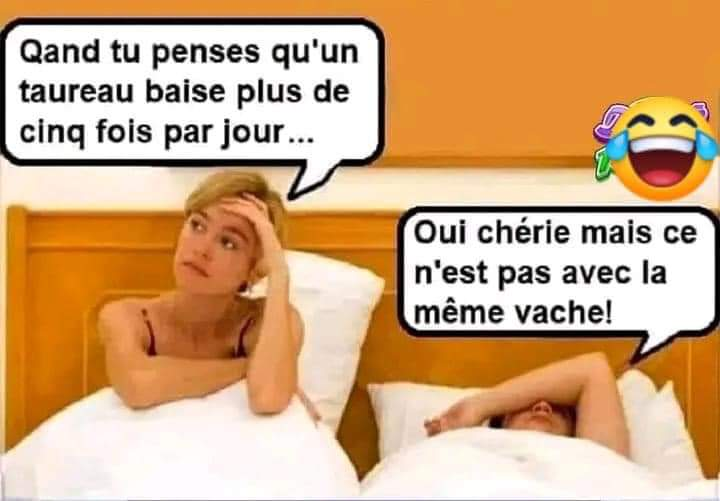 Qand tu penses qu'un
taureau baise plus de
cinq fois par jour...
Oui chérie mais ce
n'est pas avec la
même vache!